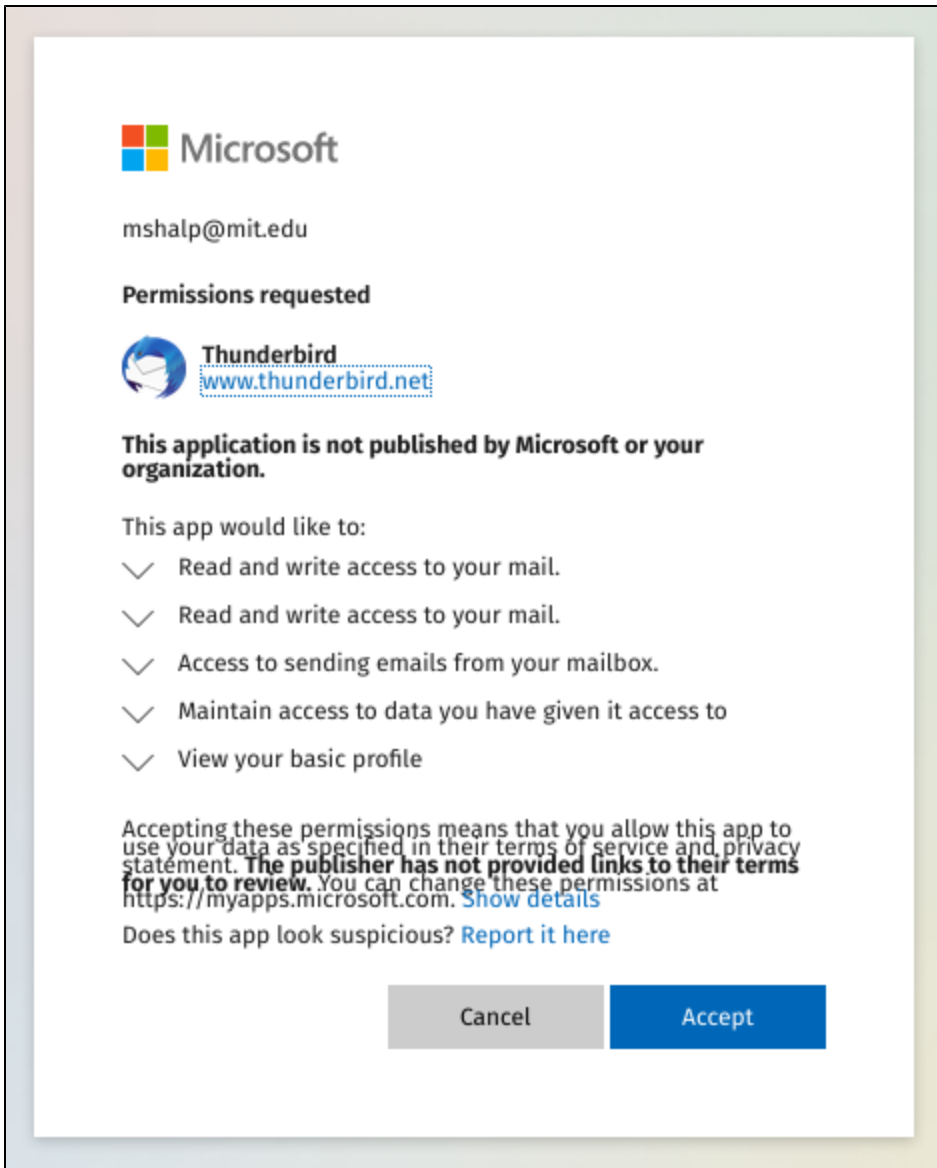 Microsoft
mshalp@mit.edu
Permissions requested
Thunderbird
www.thunderbird.net
This application is not published by Microsoft or your
organization.
This app would like to:
Read and write access to your mail.
Read and write access to your mail.
Access to sending emails from your mailbox.
Maintain access to data you have given it access to
View your basic profile
Accepting these permissions means that you allow this app to
use your data as specified in their terms of service and privacy
statement. The publisher has not provided links to their terms
for you to review. You can change these permissions at
https://myapps.microsoft.com. Show details
Does this app look suspicious? Report it here
Cancel
Accept